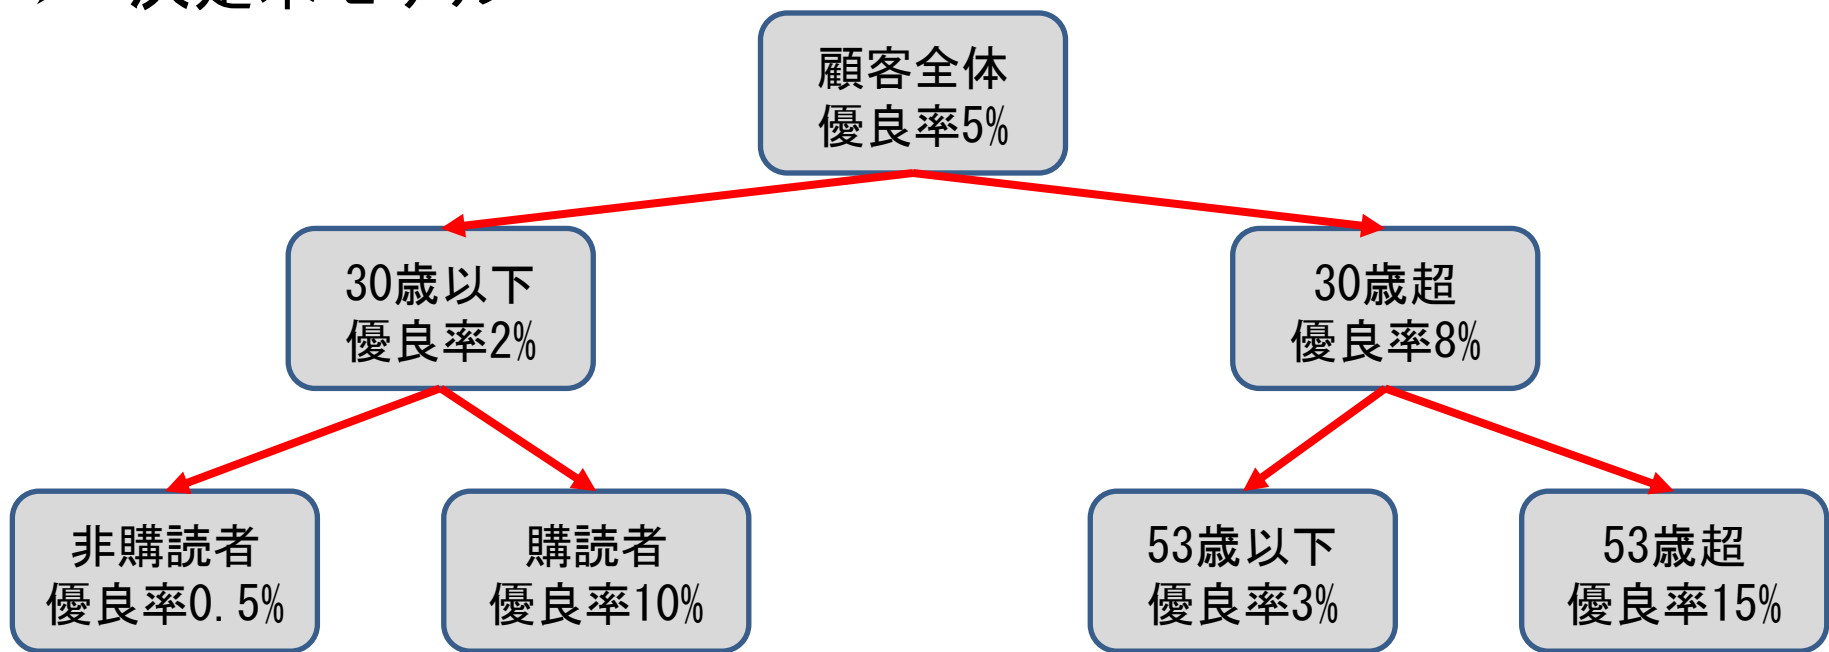 顧客全体
優良率5%
30歳以下
優良率2%
30歳超
優良率8%
非購読者
優良率0.5%
購読者
優良率10%
53歳以下
優良率3%
53歳超
優良率15%